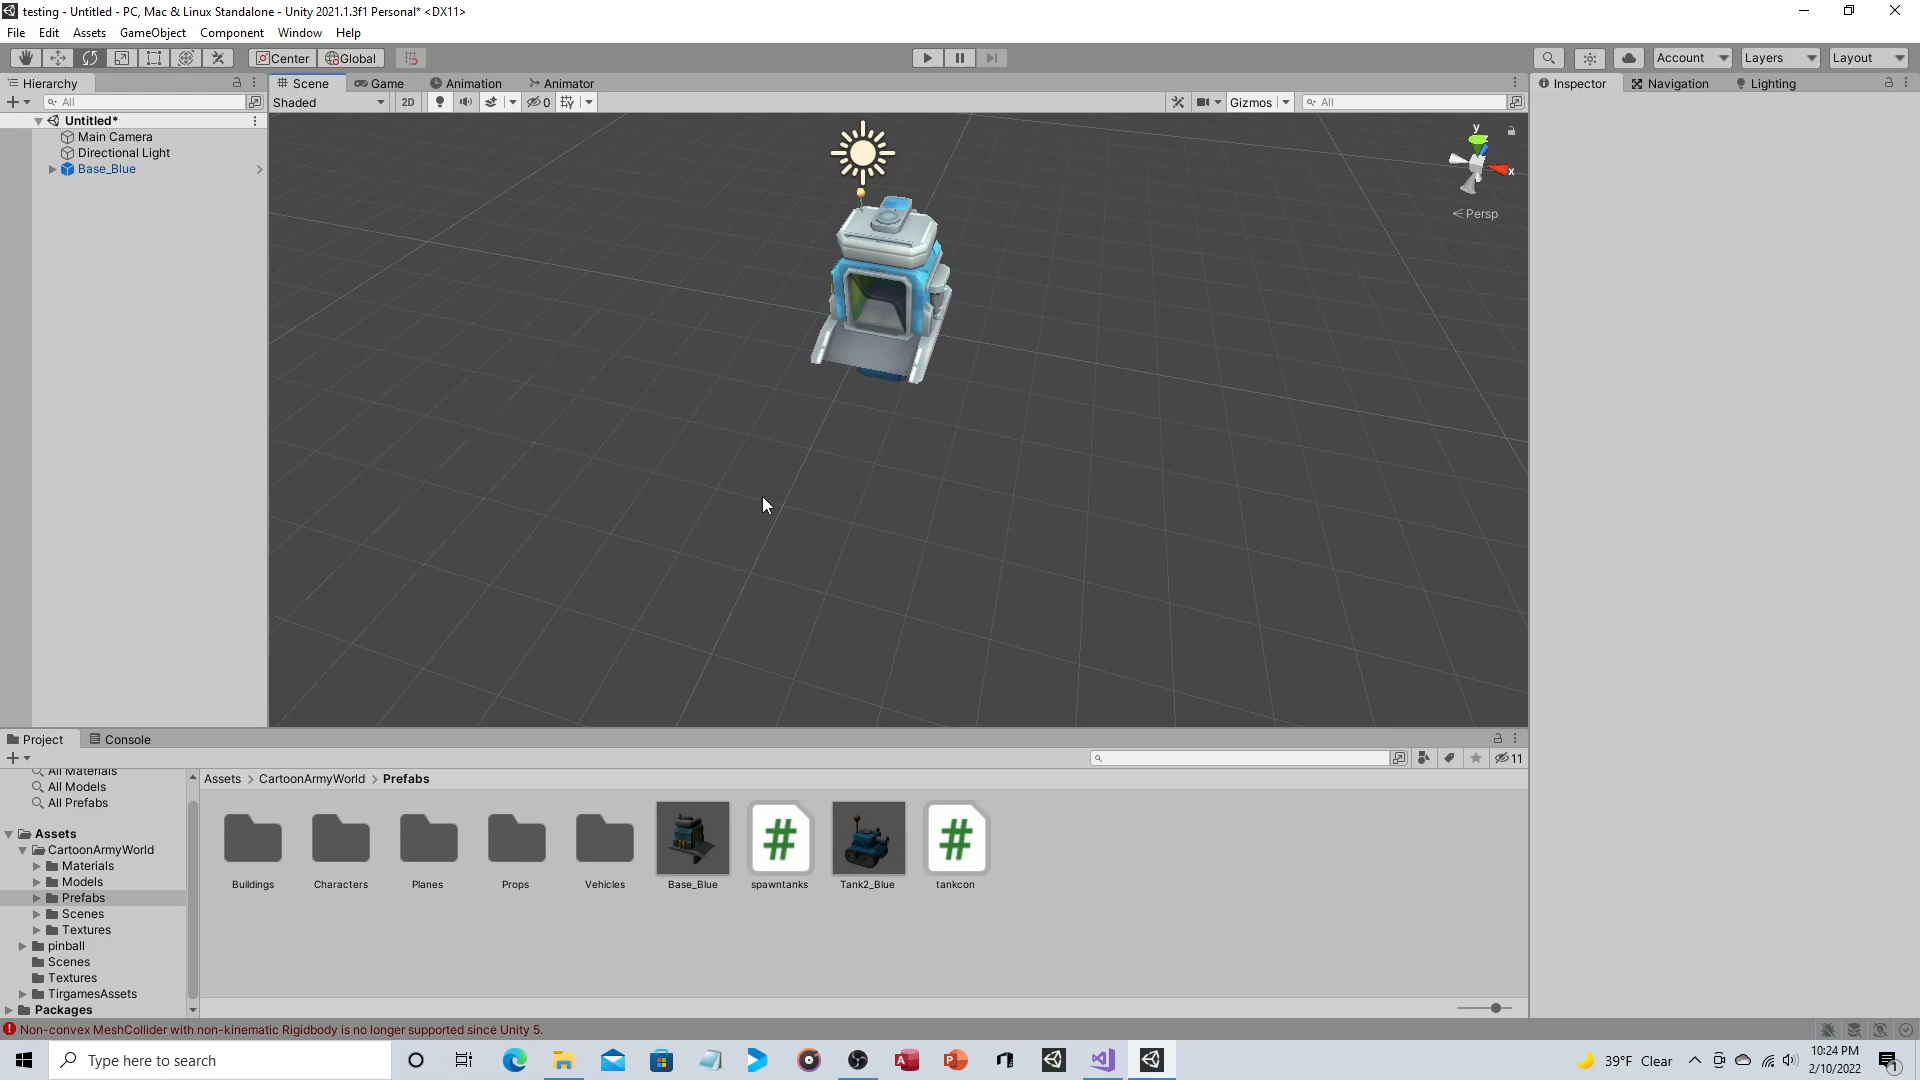 testing - Untitled - PC, Mac & Linux Standalone - Unity 2021.1.3f1 Personal* <DX11>
File Edit Assets GameObject Component Window Help
Center Global Account Layers Layout
Hierarchy Scene Game Animation Animator Inspector Navigation Lighting
All Shaded 2D 0 Gizmos All
Untitled*
Main Camera
Directional Light
Base_Blue
y
x
Persp
Project Console
11
All Materials
All Models
All Prefabs
Assets
CartoonArmyWorld
Materials
Models
Prefabs
Scenes
Textures
pinball
Scenes
Textures
TirgamesAssets
Packages
Assets > CartoonArmyWorld > Prefabs
# #
Buildings Characters Planes Props Vehicles Base_Blue spawntanks Tank2_Blue tankcon
Non-convex MeshCollider with non-kinematic Rigidbody is no longer supported since Unity 5.
Type here to search
39°F Clear
10:24 PM
2/10/2022
1